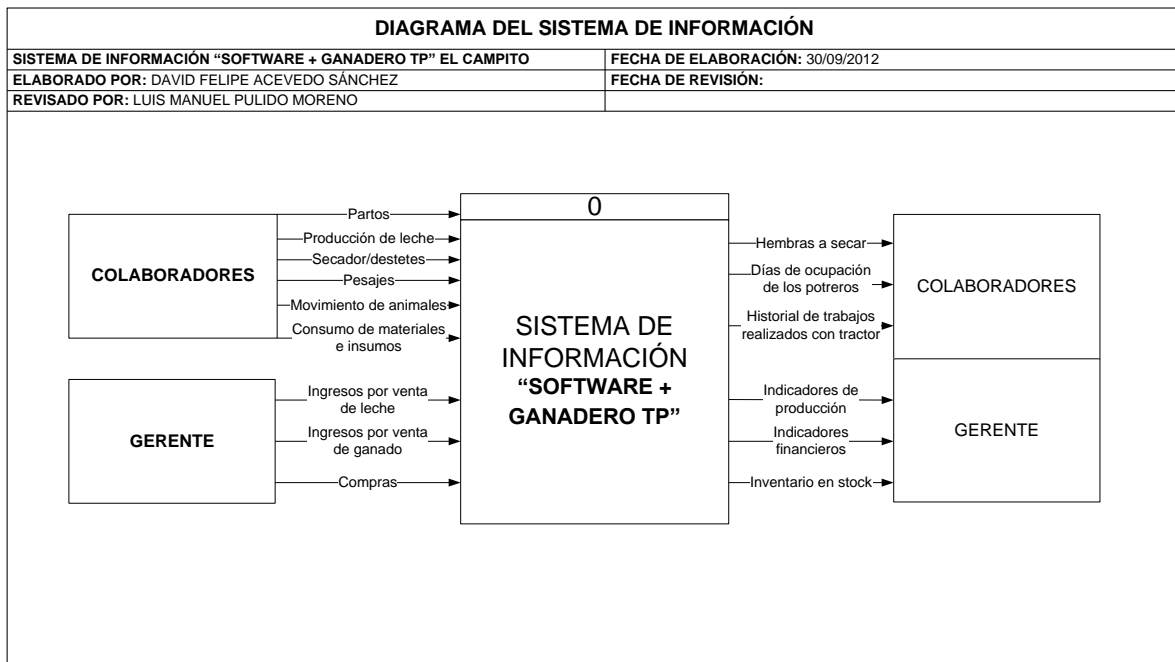 DIAGRAMA DEL SISTEMA DE INFORMACIÓN
SISTEMA DE INFORMACIÓN “SOFTWARE + GANADERO TP” EL CAMPITO
FECHA DE ELABORACIÓN: 30/09/2012
ELABORADO POR: DAVID FELIPE ACEVEDO SÁNCHEZ
FECHA DE REVISIÓN:
REVISADO POR: LUIS MANUEL PULIDO MORENO
COLABORADORES
Partos
Producción de leche
Secador/destetes
Pesajes
Movimiento de animales
Consumo de materiales
e insumos
GERENTE
Ingresos por venta
de leche
Ingresos por venta
de ganado
Compras
0
SISTEMA DE
INFORMACIÓN
“SOFTWARE +
GANADERO TP”
Hembras a secar
Días de ocupación
de los potreros
Historial de trabajos
realizados con tractor
Indicadores de
producción
Indicadores
financieros
Inventario en stock
COLABORADORES
GERENTE